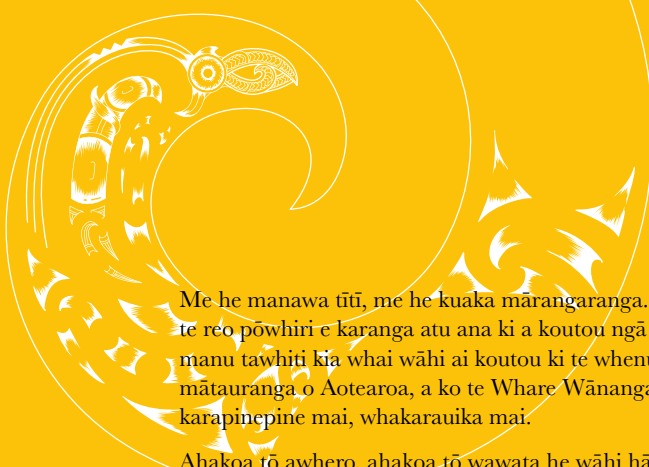 Me he manawa tītī, me he kuaka mārangaranga.
te reo pōwhiri e karanga atu ana ki a koutou ngā
manu tawhiti kia whai wāhi ai koutou ki te
mātauranga o Aotearoa, a ko te Whare Wānanga
karapinepine mai, whakarauika mai.
Ahakoa tō awhero, ahakoa tō wawata he wāhi